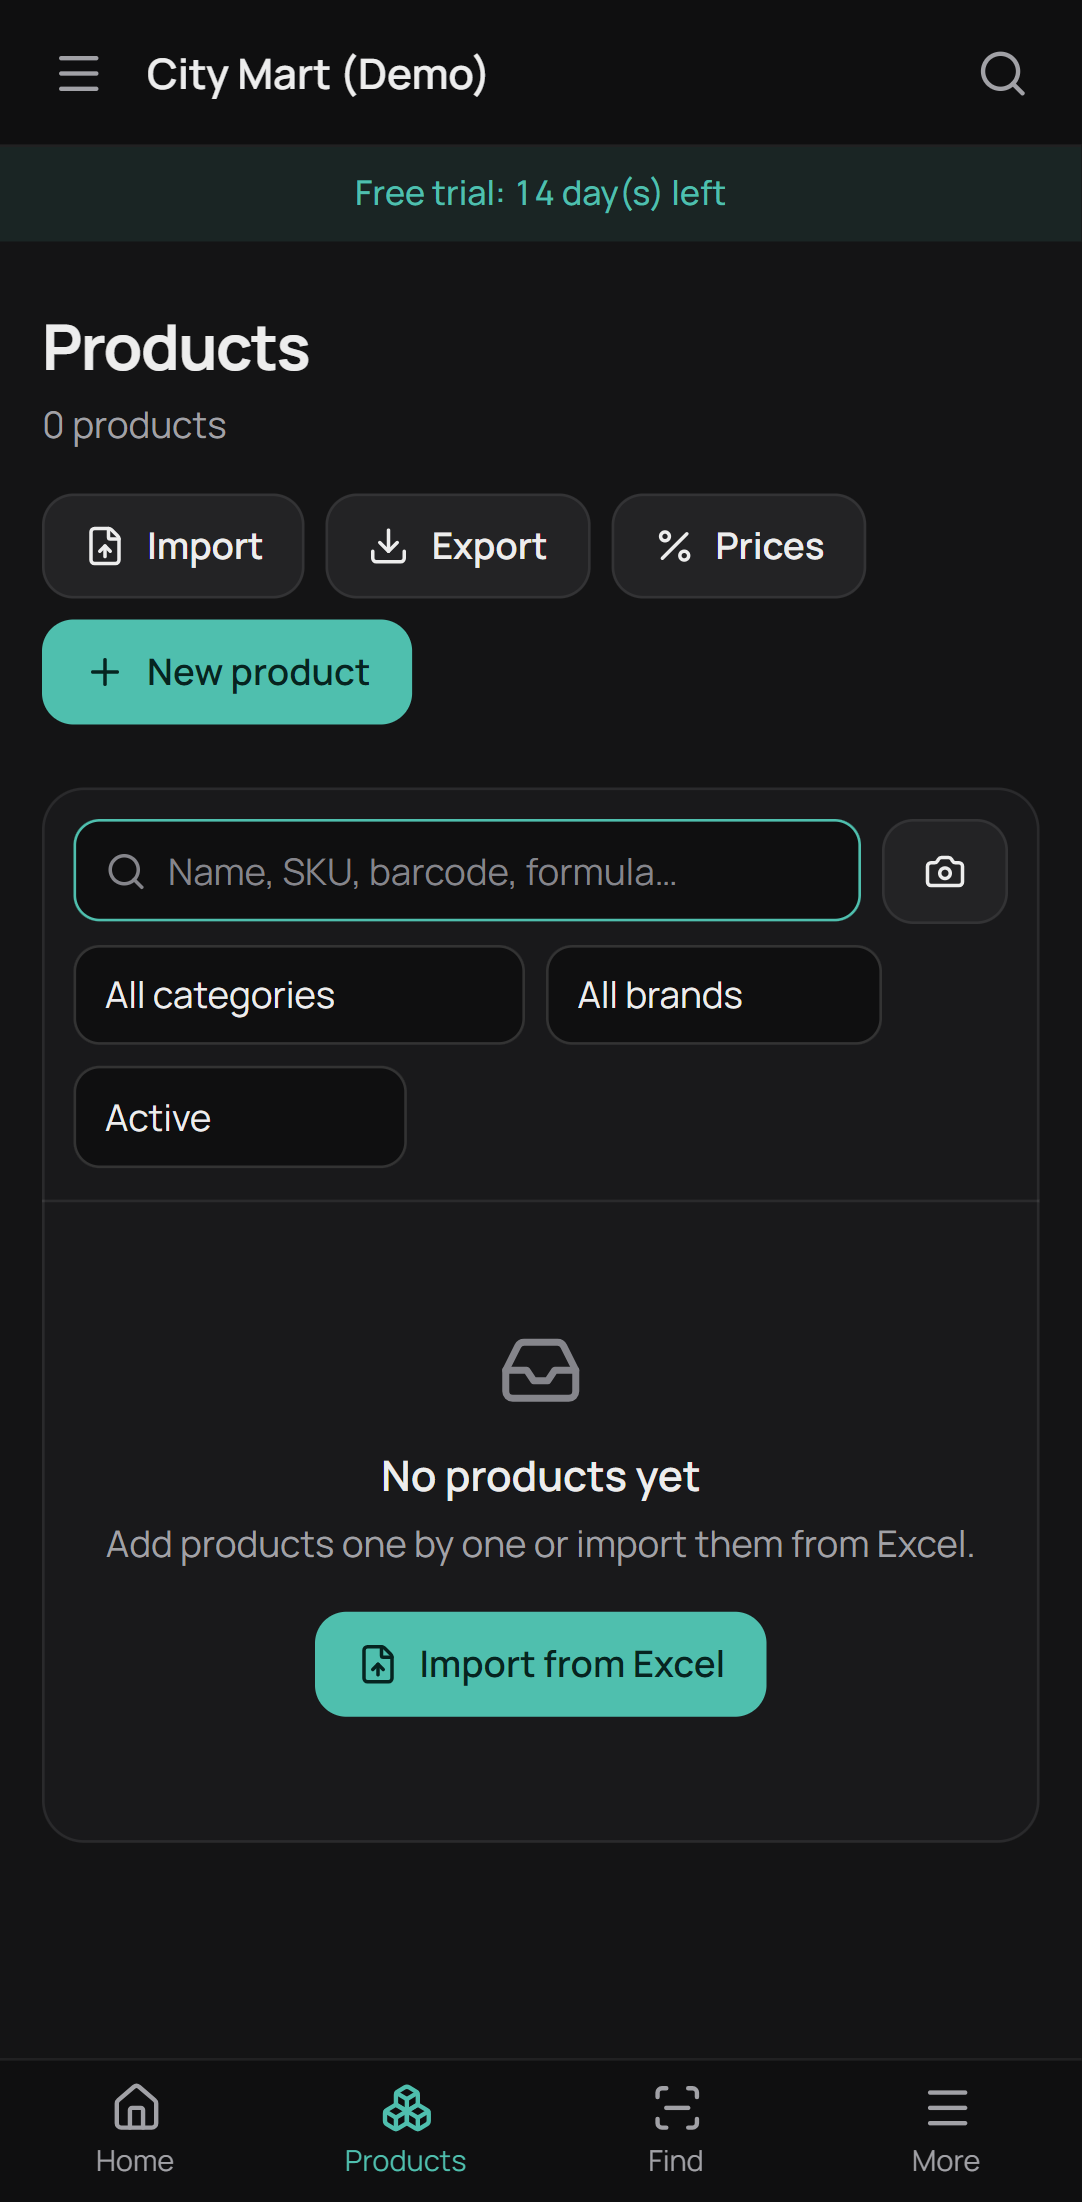 City Mart (Demo)
Free trial: 14 day(s) left
Products
0 products
Import Export Prices
New product
Name, SKU, barcode, formula...
All categories All brands
Active
No products yet
Add products one by one or import them from Excel.
Import from Excel
Home Products Find More